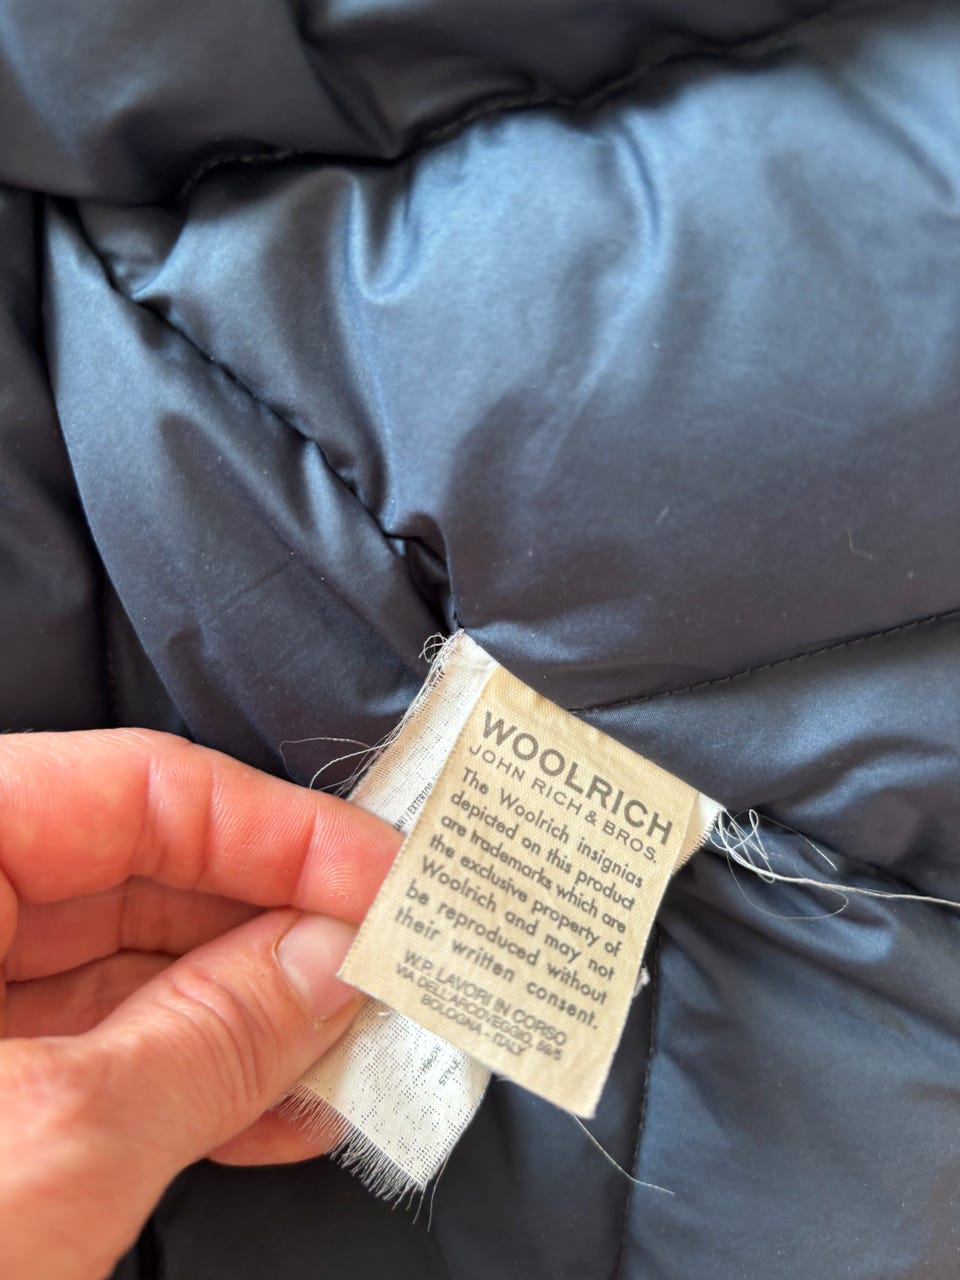 WOOLRICH
JOHN RICH & BROS.
The Woolrich insignias
depicted on this product
are trademarks which are
the exclusive property of
Woolrich and may not
be reproduced without
their written consent.
W.P. LAVORI IN CORSO
VIA DELL'ARCOVEGGIO, 59/5
BOLOGNA - ITALY
STYLE